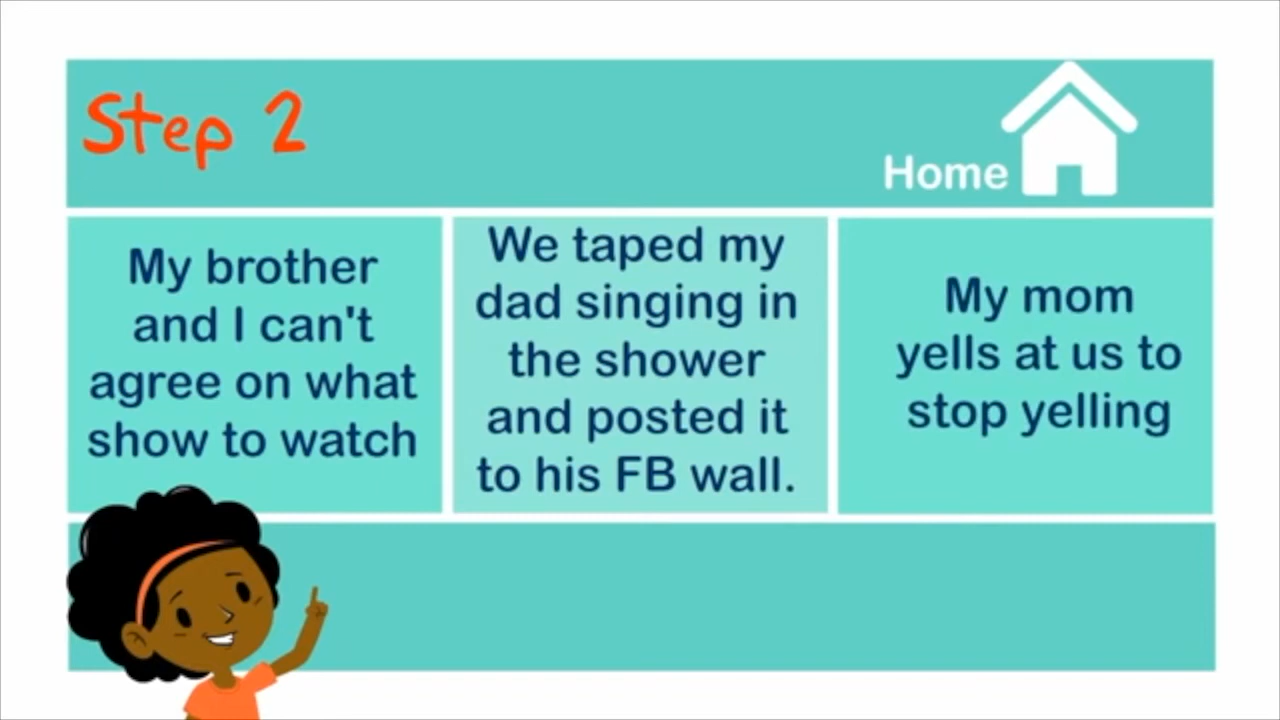 Step 2
Home
My brother
and I can't
agree on what
show to watch
We taped my
dad singing in
the shower
and posted it
to his FB wall.
My mom
yells at us to
stop yelling